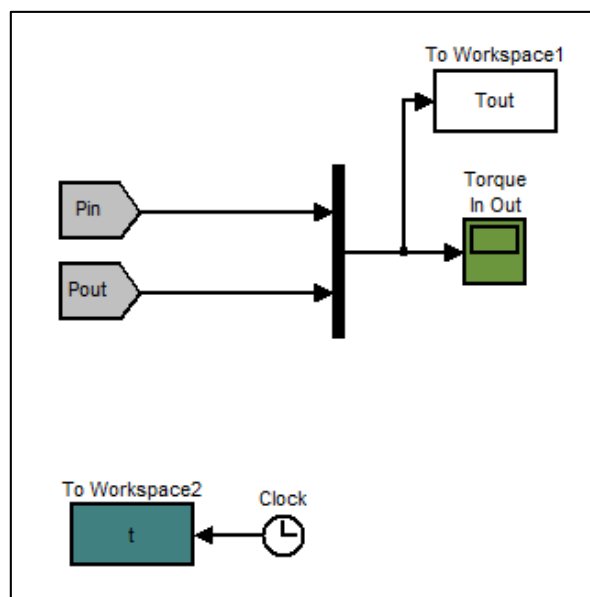 To Workspace1
Tout
Torque
In Out
Pin
Pout
To Workspace2
t
Clock